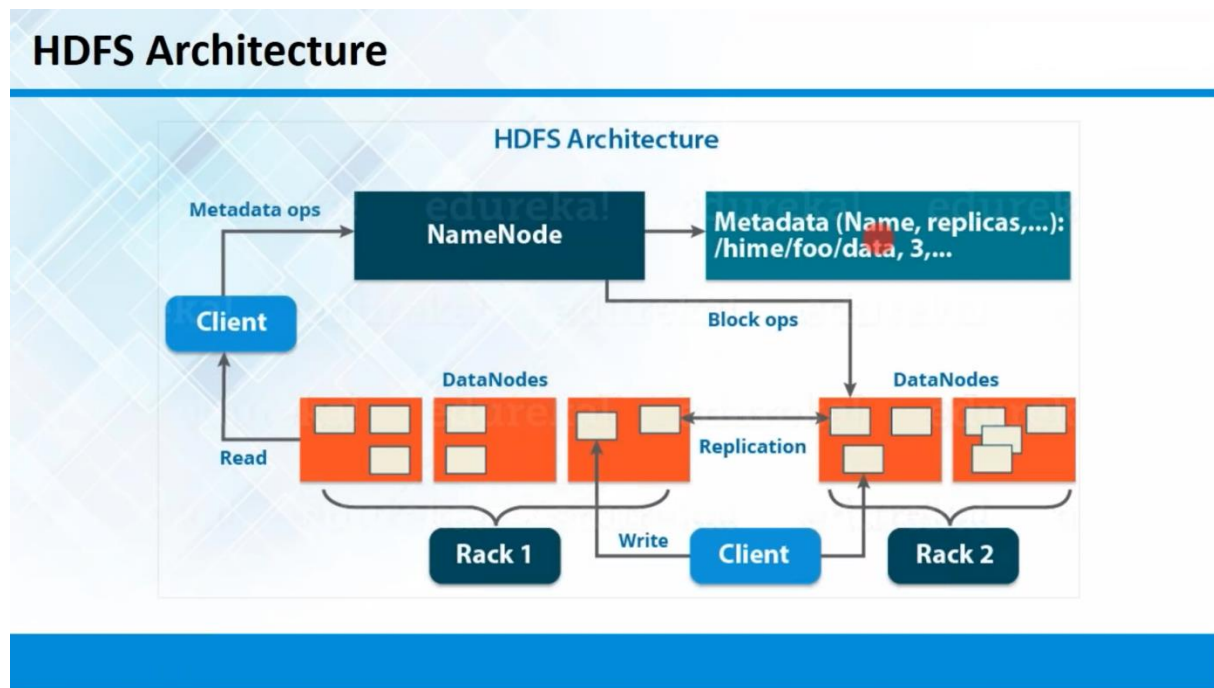 HDFS Architecture
HDFS Architecture
Metadata ops
NameNode
Metadata (Name, replicas,...):
/hime/foo/data, 3,...
Client
Block ops
DataNodes
DataNodes
Read
Replication
Rack 1
Write
Client
Rack 2
edureka!